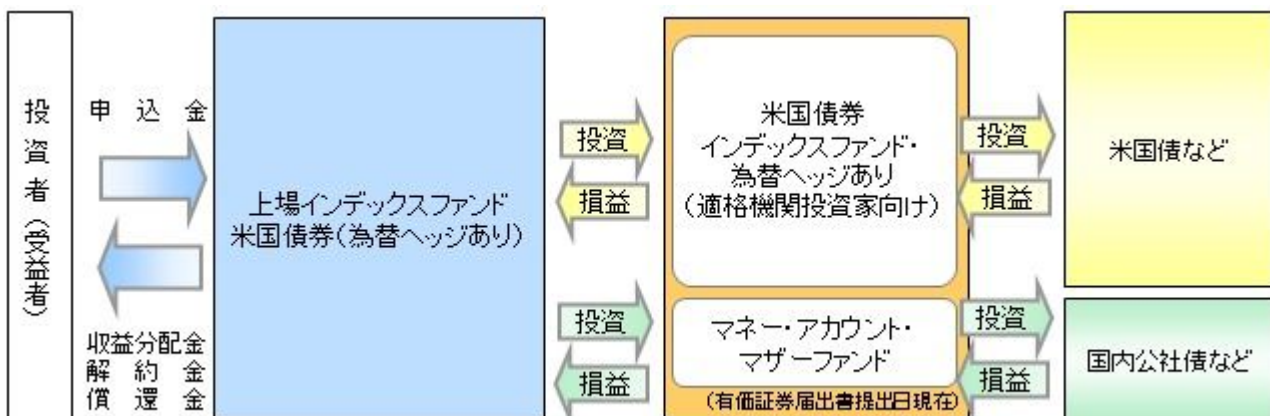 投資者(受益者)
申込金
収益分配金
解約金
償還金
上場インデックスファンド
米国債券(為替ヘッジあり)
投資
損益
投資
損益
米国債券
インデックスファンド・
為替ヘッジあり
(適格機関投資家向け)
マネー・アカウント・
マザーファンド
(有価証券届出書提出日現在)
投資
損益
投資
損益
米国債など
国内公社債など